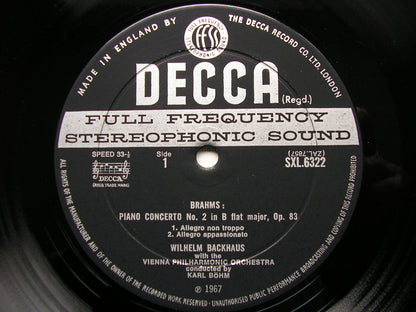 MADE IN ENGLAND BY
THE DECCA RECORD CO. LTD. LONDON
FULL FREQUENCY
FFSS
STEREOPHONIC SOUND
DECCA
(Regd.)
FULL FREQUENCY
STEREOPHONIC SOUND
SPEED 33⅓
Side
1
(ZAL.7857)
SXL.6322
DECCA
(REGD. TRADE MARK)
BRAHMS:
PIANO CONCERTO No. 2 in B flat major, Op. 83
1. Allegro non troppo
2. Allegro appassionato
WILHELM BACKHAUS
with the
VIENNA PHILHARMONIC ORCHESTRA
conducted by
KARL BÖHM
℗ 1967
ALL RIGHTS OF THE MANUFACTURER AND OF THE OWNER OF THE RECORDED WORK RESERVED - UNAUTHORISED PUBLIC PERFORMANCE BROADCASTING AND COPYING OF THIS RECORD PROHIBITED